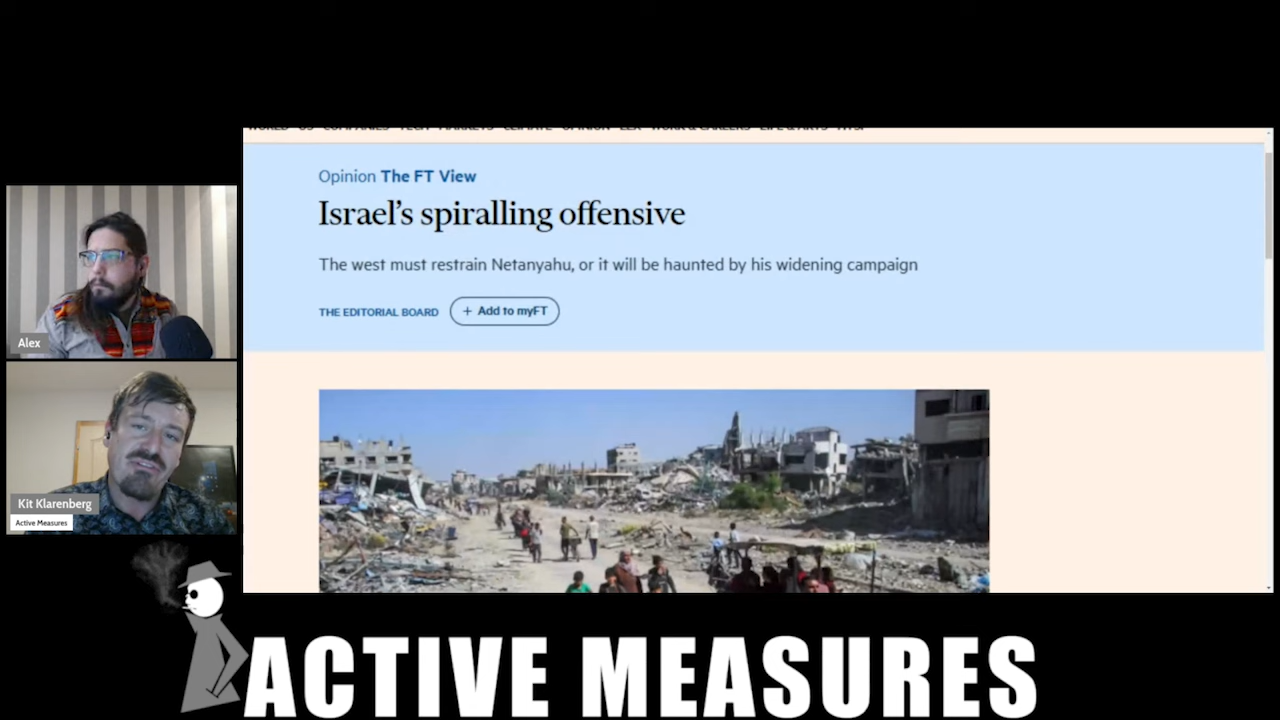 Opinion The FT View
Israel's spiralling offensive
The west must restrain Netanyahu, or it will be haunted by his widening campaign
THE EDITORIAL BOARD + Add to myFT
Alex
Kit Klarenberg
Active Measures
ACTIVE MEASURES